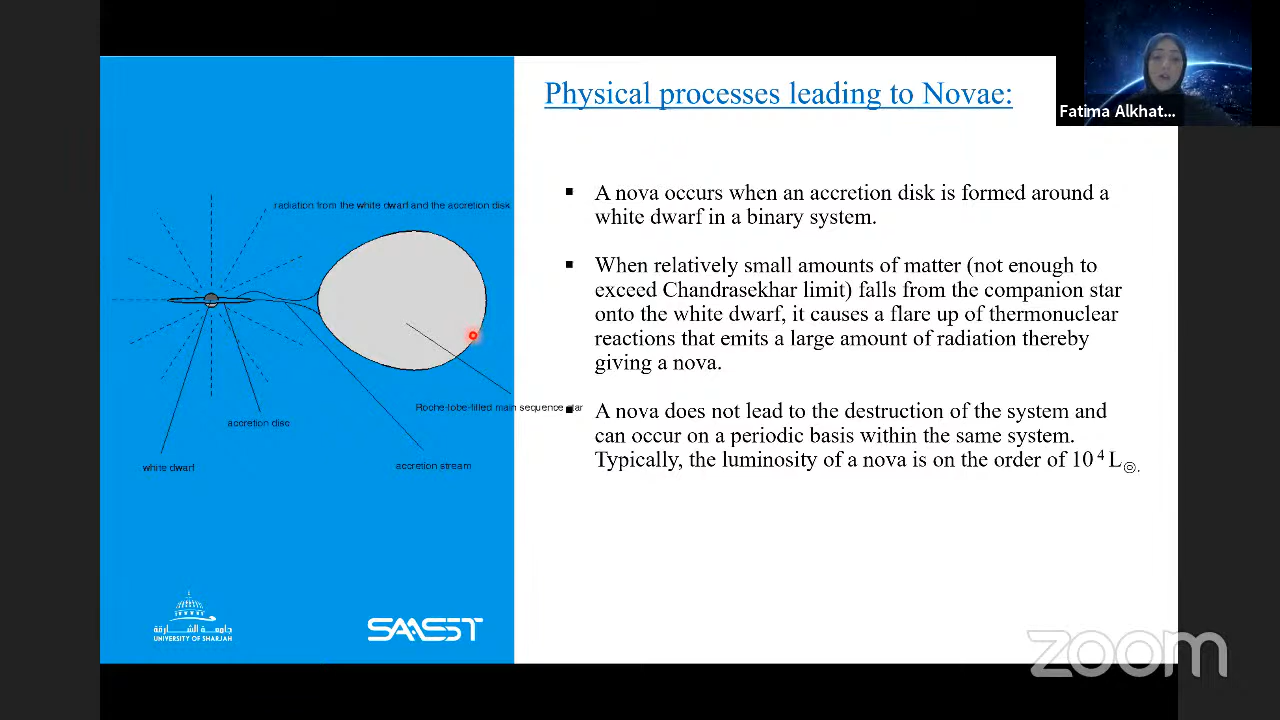 Physical processes leading to Novae:
Fatima Alkhat...
radiation from the white dwarf and the accretion disk
▪ A nova occurs when an accretion disk is formed around a
white dwarf in a binary system.
▪ When relatively small amounts of matter (not enough to
exceed Chandrasekhar limit) falls from the companion star
onto the white dwarf, it causes a flare up of thermonuclear
reactions that emits a large amount of radiation thereby
giving a nova.
Roche-lobe-filled main sequence star
▪ A nova does not lead to the destruction of the system and
can occur on a periodic basis within the same system.
Typically, the luminosity of a nova is on the order of 10⁴ L◎.
accretion disc
white dwarf
accretion stream
جامعة الشارقة
UNIVERSITY OF SHARJAH
SAASST
zoom